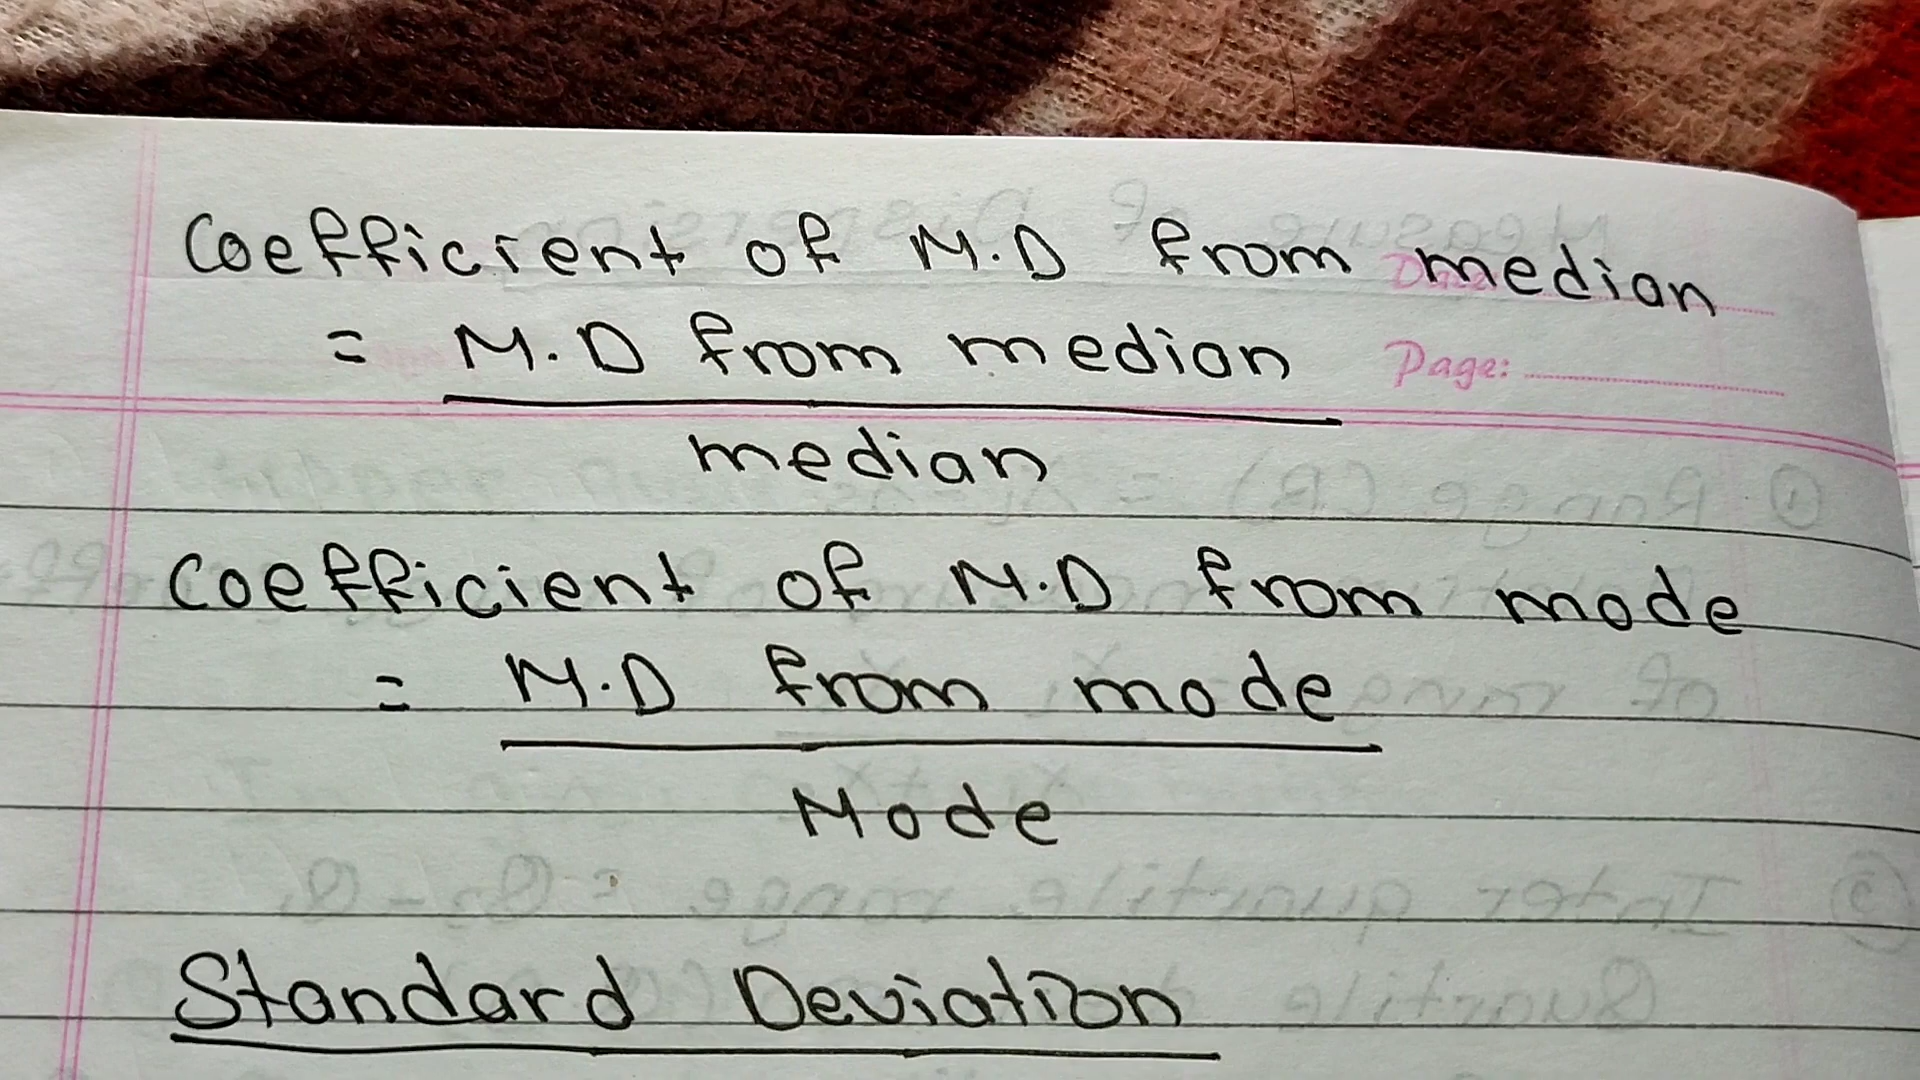 Coefficient of M.D from median
= M.D from median
Page:
median
Coefficient of M.D from mode
= M.D from mode
Mode
Standard Deviation